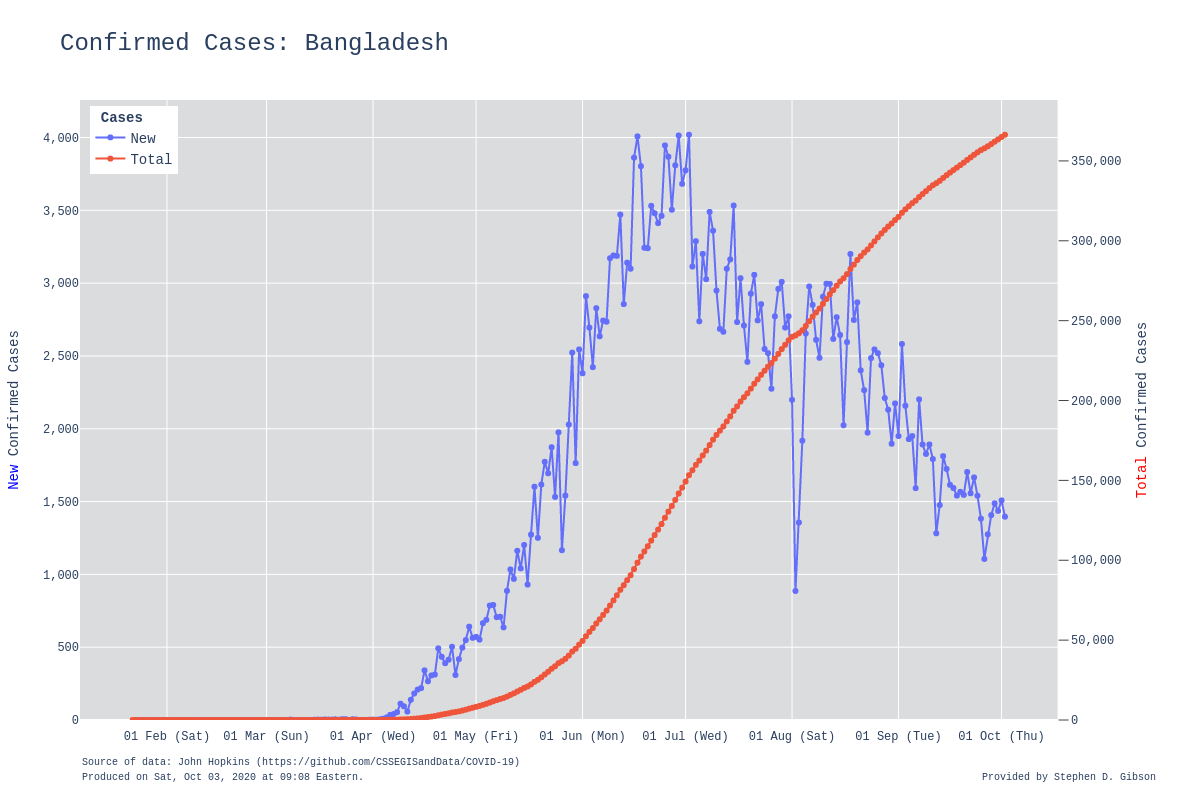 Confirmed Cases: Bangladesh
Cases
New
Total
4,000
3,500
3,000
2,500
2,000
1,500
1,000
500
0
New Confirmed Cases
350,000
300,000
250,000
200,000
150,000
100,000
50,000
0
Total Confirmed Cases
01 Feb (Sat) 01 Mar (Sun) 01 Apr (Wed) 01 May (Fri) 01 Jun (Mon) 01 Jul (Wed) 01 Aug (Sat) 01 Sep (Tue) 01 Oct (Thu)
Source of data: John Hopkins (https://github.com/CSSEGISandData/COVID-19)
Produced on Sat, Oct 03, 2020 at 09:08 Eastern.
Provided by Stephen D. Gibson